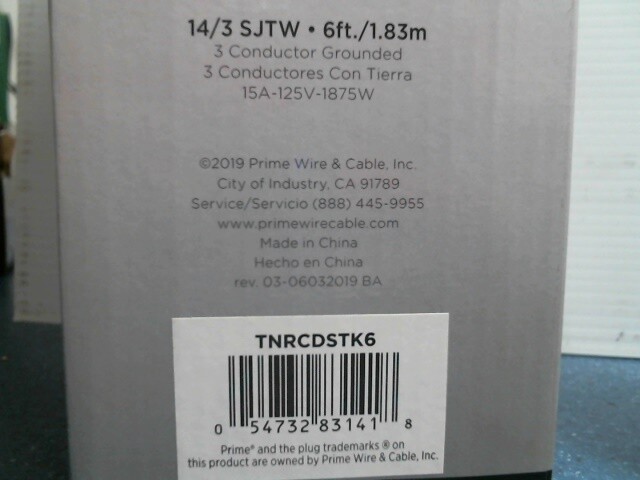 14/3 SJTW • 6ft./1.83m
3 Conductor Grounded
3 Conductores Con Tierra
15A-125V-1875W
©2019 Prime Wire & Cable, Inc.
City of Industry, CA 91789
Service/Servicio (888) 445-9955
www.primewirecable.com
Made in China
Hecho en China
rev. 03-06032019 BA
TNRCDSTK6
0 54732 83141 8
Prime® and the plug trademarks ® on
this product are owned by Prime Wire & Cable, Inc.